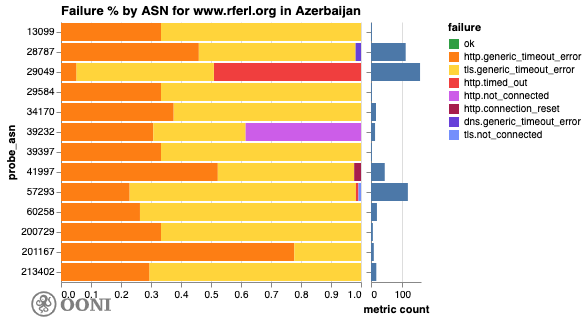 Failure % by ASN for www.rferl.org in Azerbaijan
probe_asn
13099
28787
29049
29584
34170
39232
39397
41997
57293
60258
200729
201167
213402
0.0 0.1 0.2 0.3 0.4 0.5 0.6 0.7 0.8 0.9 1.0
0 100
metric count
failure
ok
http.generic_timeout_error
tls.generic_timeout_error
http.timed_out
http.not_connected
http.connection_reset
dns.generic_timeout_error
tls.not_connected
OONI